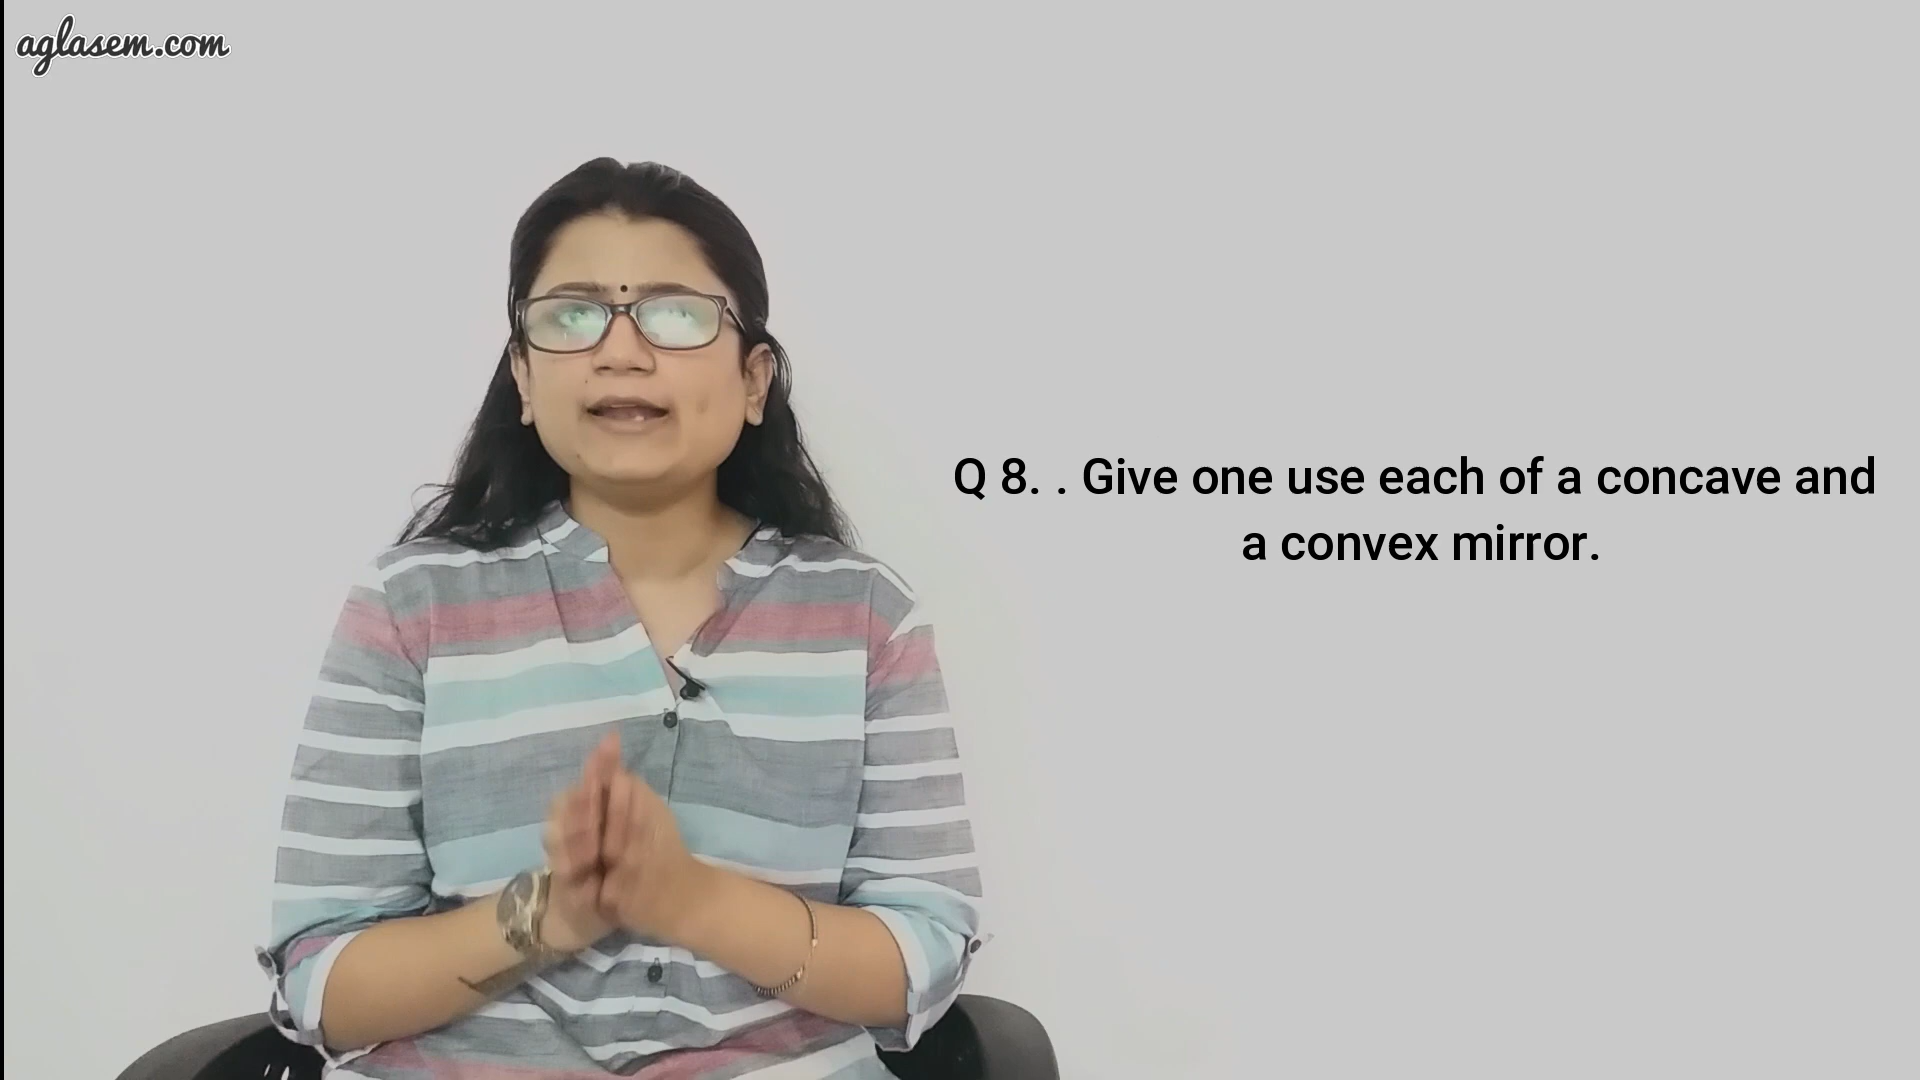 aglasem.com
Q 8. . Give one use each of a concave and
a convex mirror.